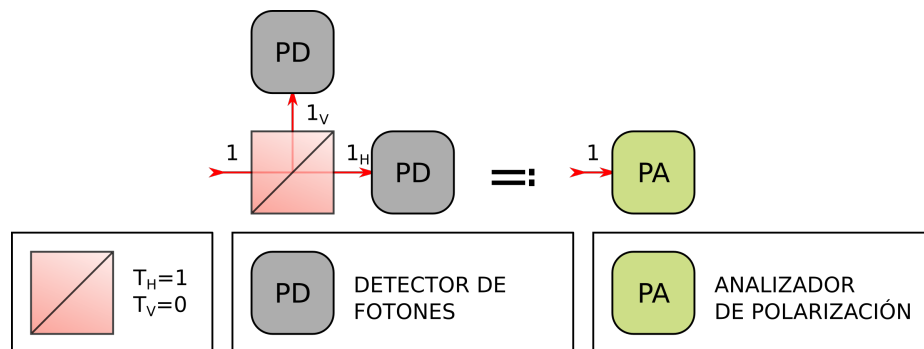 PD
1V
1
1H
PD
=:
1
PA
TH=1
TV=0
PD
DETECTOR DE
FOTONES
PA
ANALIZADOR
DE POLARIZACIÓN